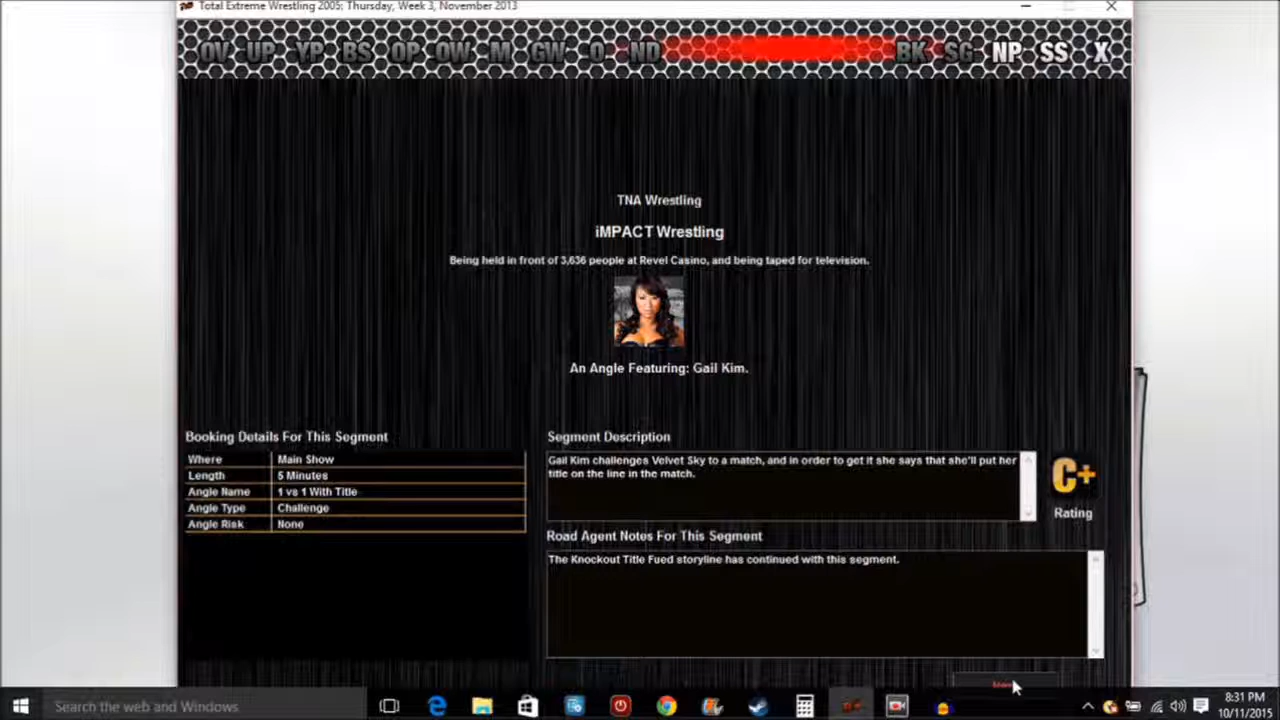 Total Extreme Wrestling 2005: Thursday, Week 3, November 2013
OV UP YP BS OP OW M GW O ND BK SG NP SS X
TNA Wrestling
iMPACT Wrestling
Being held in front of 3,636 people at Revel Casino, and being taped for television.
An Angle Featuring: Gail Kim.
Booking Details For This Segment
Where Main Show
Length 5 Minutes
Angle Name 1 vs 1 With Title
Angle Type Challenge
Angle Risk None
Segment Description
Gail Kim challenges Velvet Sky to a match, and in order to get it she says that she'll put her
title on the line in the match.
C+
Rating
Road Agent Notes For This Segment
The Knockout Title Fued storyline has continued with this segment.
Search the web and Windows
8:31 PM
10/11/2015